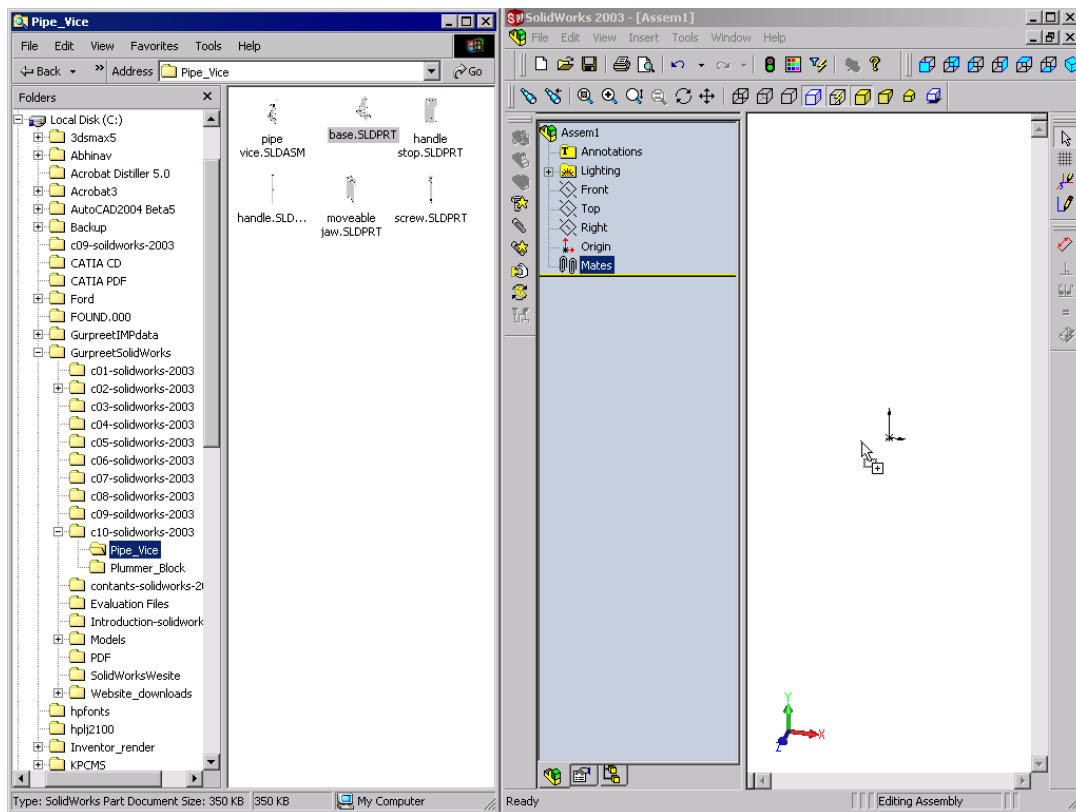 Pipe_Vice
File Edit View Favorites Tools Help
Back » Address Pipe_Vice Go
Folders
Local Disk (C:)
3dsmax5
Abhinav
Acrobat Distiller 5.0
Acrobat3
AutoCAD2004 Beta5
Backup
c09-soildworks-2003
CATIA CD
CATIA PDF
Ford
FOUND.000
GurpreetIMPdata
GurpreetSolidWorks
c01-solidworks-2003
c02-solidworks-2003
c03-solidworks-2003
c04-solidworks-2003
c05-solidworks-2003
c06-solidworks-2003
c07-solidworks-2003
c08-solidworks-2003
c09-soildworks-2003
c10-solidworks-2003
Pipe_Vice
Plummer_Block
contants-solidworks-2
Evaluation Files
Introduction-solidwork
Models
PDF
SolidWorksWesite
Website_downloads
hpfonts
hplj2100
Inventor_render
KPCMS
pipe
vice.SLDASM
base.SLDPRT
handle
stop.SLDPRT
handle.SLD...
moveable
jaw.SLDPRT
screw.SLDPRT
Type: SolidWorks Part Document Size: 350 KB 350 KB My Computer
SolidWorks 2003 - [Assem1]
File Edit View Insert Tools Window Help
Assem1
Annotations
Lighting
Front
Top
Right
Origin
Mates
Y
Z
X
Ready Editing Assembly